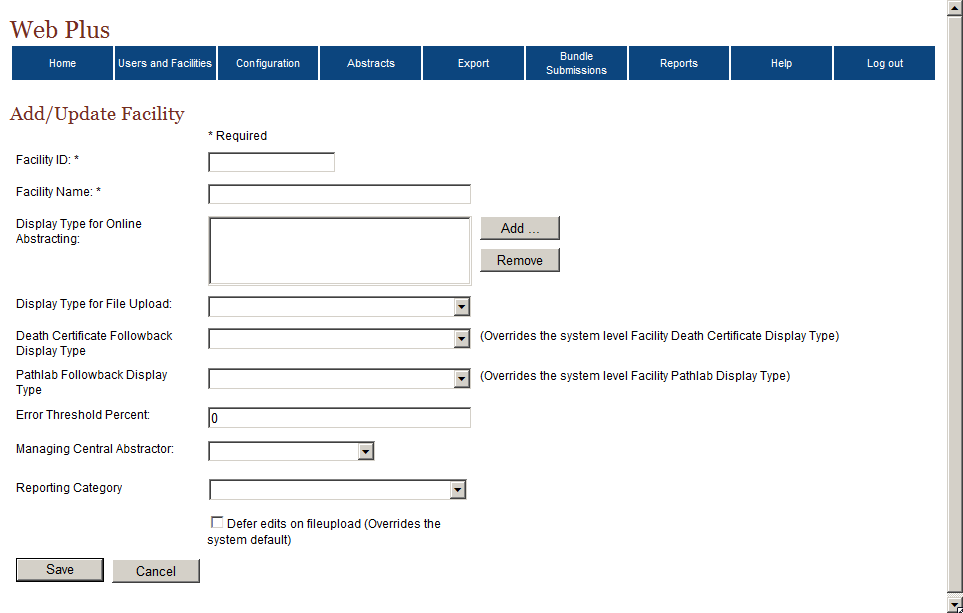 Web Plus
Home
Users and Facilities
Configuration
Abstracts
Export
Bundle
Submissions
Reports
Help
Log out
Add/Update Facility
* Required
Facility ID: *
Facility Name: *
Display Type for Online
Abstracting:
Add ...
Remove
Display Type for File Upload:
Death Certificate Followback
Display Type
(Overrides the system level Facility Death Certificate Display Type)
Pathlab Followback Display
Type
(Overrides the system level Facility Pathlab Display Type)
Error Threshold Percent:
0
Managing Central Abstractor:
Reporting Category
Defer edits on fileupload (Overrides the
system default)
Save
Cancel